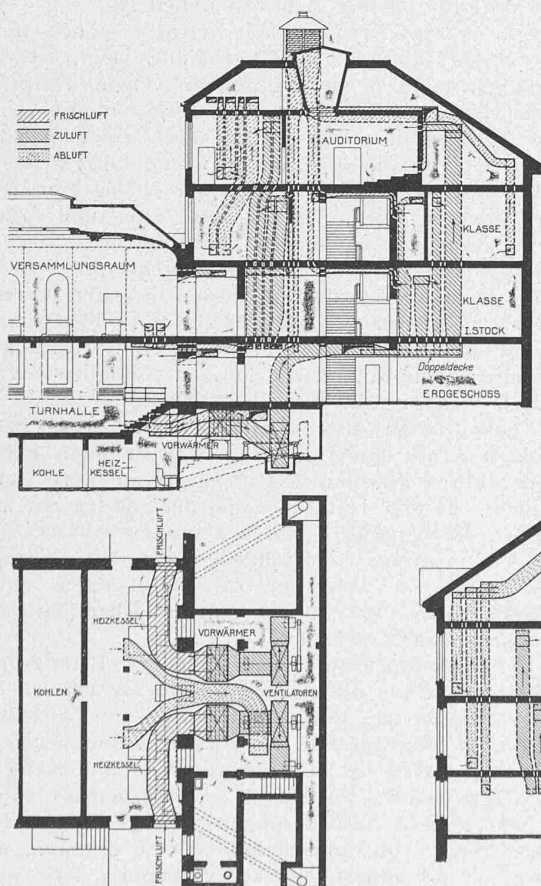 FRISCHLUFT
ZULUFT
ABLUFT
AUDITORIUM
KLASSE
VERSAMMLUNGSRAUM
KLASSE
I.STOCK
Doppeldecke
ERDGESCHOSS
TURNHALLE
VORWÄRMER
KOHLE
HEIZ-
KESSEL
FRISCHLUFT
HEIZKESSEL
VORWÄRMER
KOHLEN
VENTILATOREN
HEIZKESSEL
FRISCHLUFT